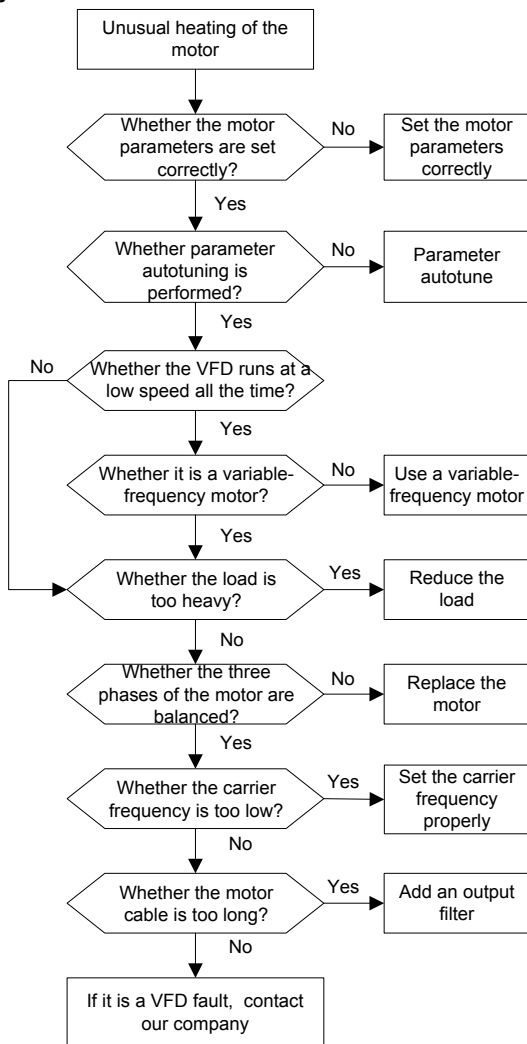 Unusual heating of the
motor
Whether the motor
parameters are set
correctly?
No
Set the motor
parameters
correctly
Yes
Whether parameter
autotuning is
performed?
No
Parameter
autotune
Yes
No
Whether the VFD runs at a
low speed all the time?
Yes
Whether it is a variable-
frequency motor?
No
Use a variable-
frequency motor
Yes
Whether the load is
too heavy?
Yes
Reduce the
load
No
Whether the three
phases of the motor are
balanced?
No
Replace the
motor
Yes
Whether the carrier
frequency is too low?
Yes
Set the carrier
frequency
properly
No
Whether the motor
cable is too long?
Yes
Add an output
filter
No
If it is a VFD fault, contact
our company